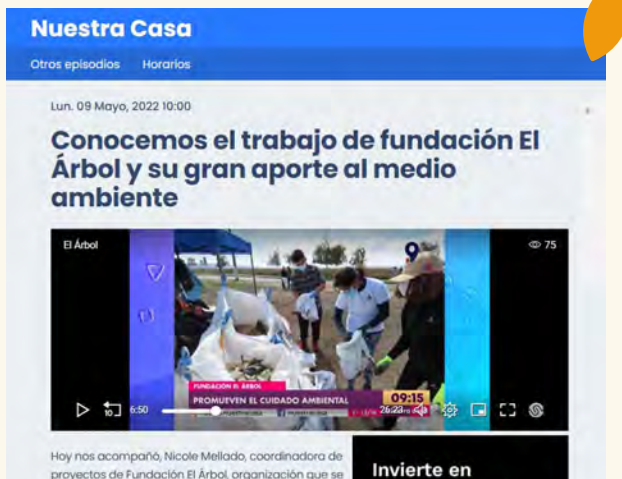 Nuestra Casa
Otros episodios Horarios
Lun. 09 Mayo, 2022 10:00
Conocemos el trabajo de fundación El
Árbol y su gran aporte al medio
ambiente
El Árbol
9
75
FUNDACIÓN EL ÁRBOL
PROMUEVEN EL CUIDADO AMBIENTAL
09:15
10
6:50
26:23
Hoy nos acompañó, Nicole Mellado, coordinadora de
proyectos de Fundación El Árbol, organización que se
Invierte en